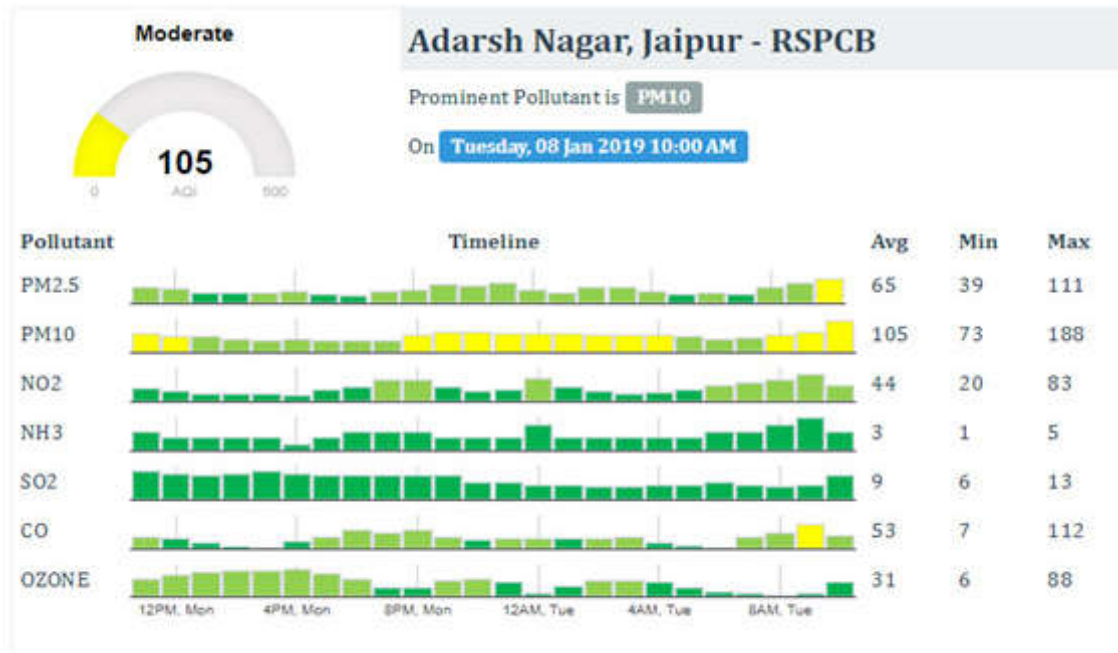 Moderate
105
0 AQI 500
Adarsh Nagar, Jaipur - RSPCB
Prominent Pollutant is PM10
On Tuesday, 08 Jan 2019 10:00 AM
Pollutant Timeline Avg Min Max
PM2.5 65 39 111
PM10 105 73 188
NO2 44 20 83
NH3 3 1 5
SO2 9 6 13
CO 53 7 112
OZONE 31 6 88
12PM, Mon 4PM, Mon 8PM, Mon 12AM, Tue 4AM, Tue 8AM, Tue